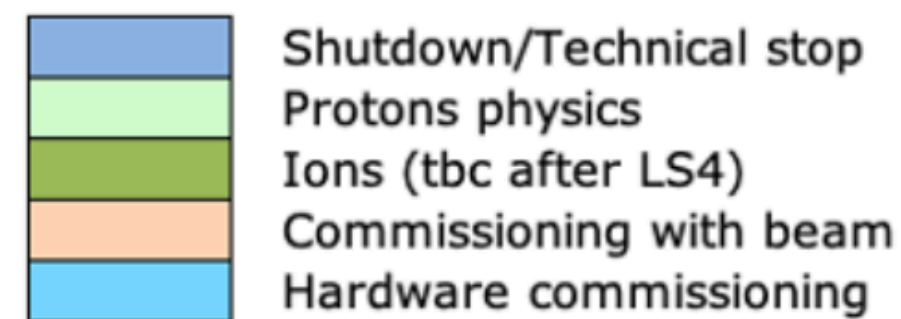 Shutdown/Technical stop
Protons physics
Ions (tbc after LS4)
Commissioning with beam
Hardware commissioning